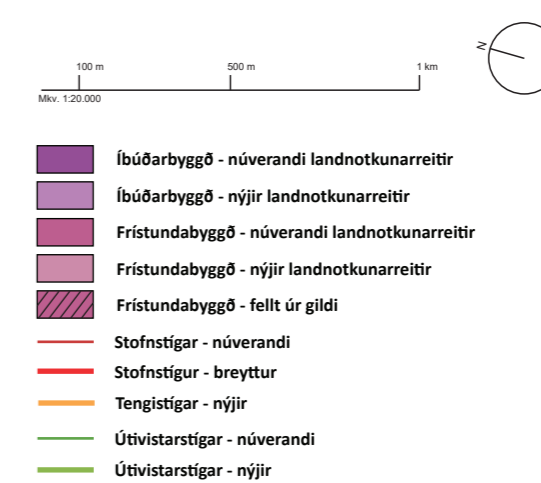 N
100 m 500 m 1 km
Mkv. 1:20.000
Íbúðarbyggð - núverandi landnotkunarreitir
Íbúðarbyggð - nýjir landnotkunarreitir
Frístundabyggð - núverandi landnotkunarreitir
Frístundabyggð - nýjir landnotkunarreitir
Frístundabyggð - fellt úr gildi
Stofnstígar - núverandi
Stofnstígur - breyttur
Tengistígar - nýjir
Útivistarstígar - núverandi
Útivistarstígar - nýjir